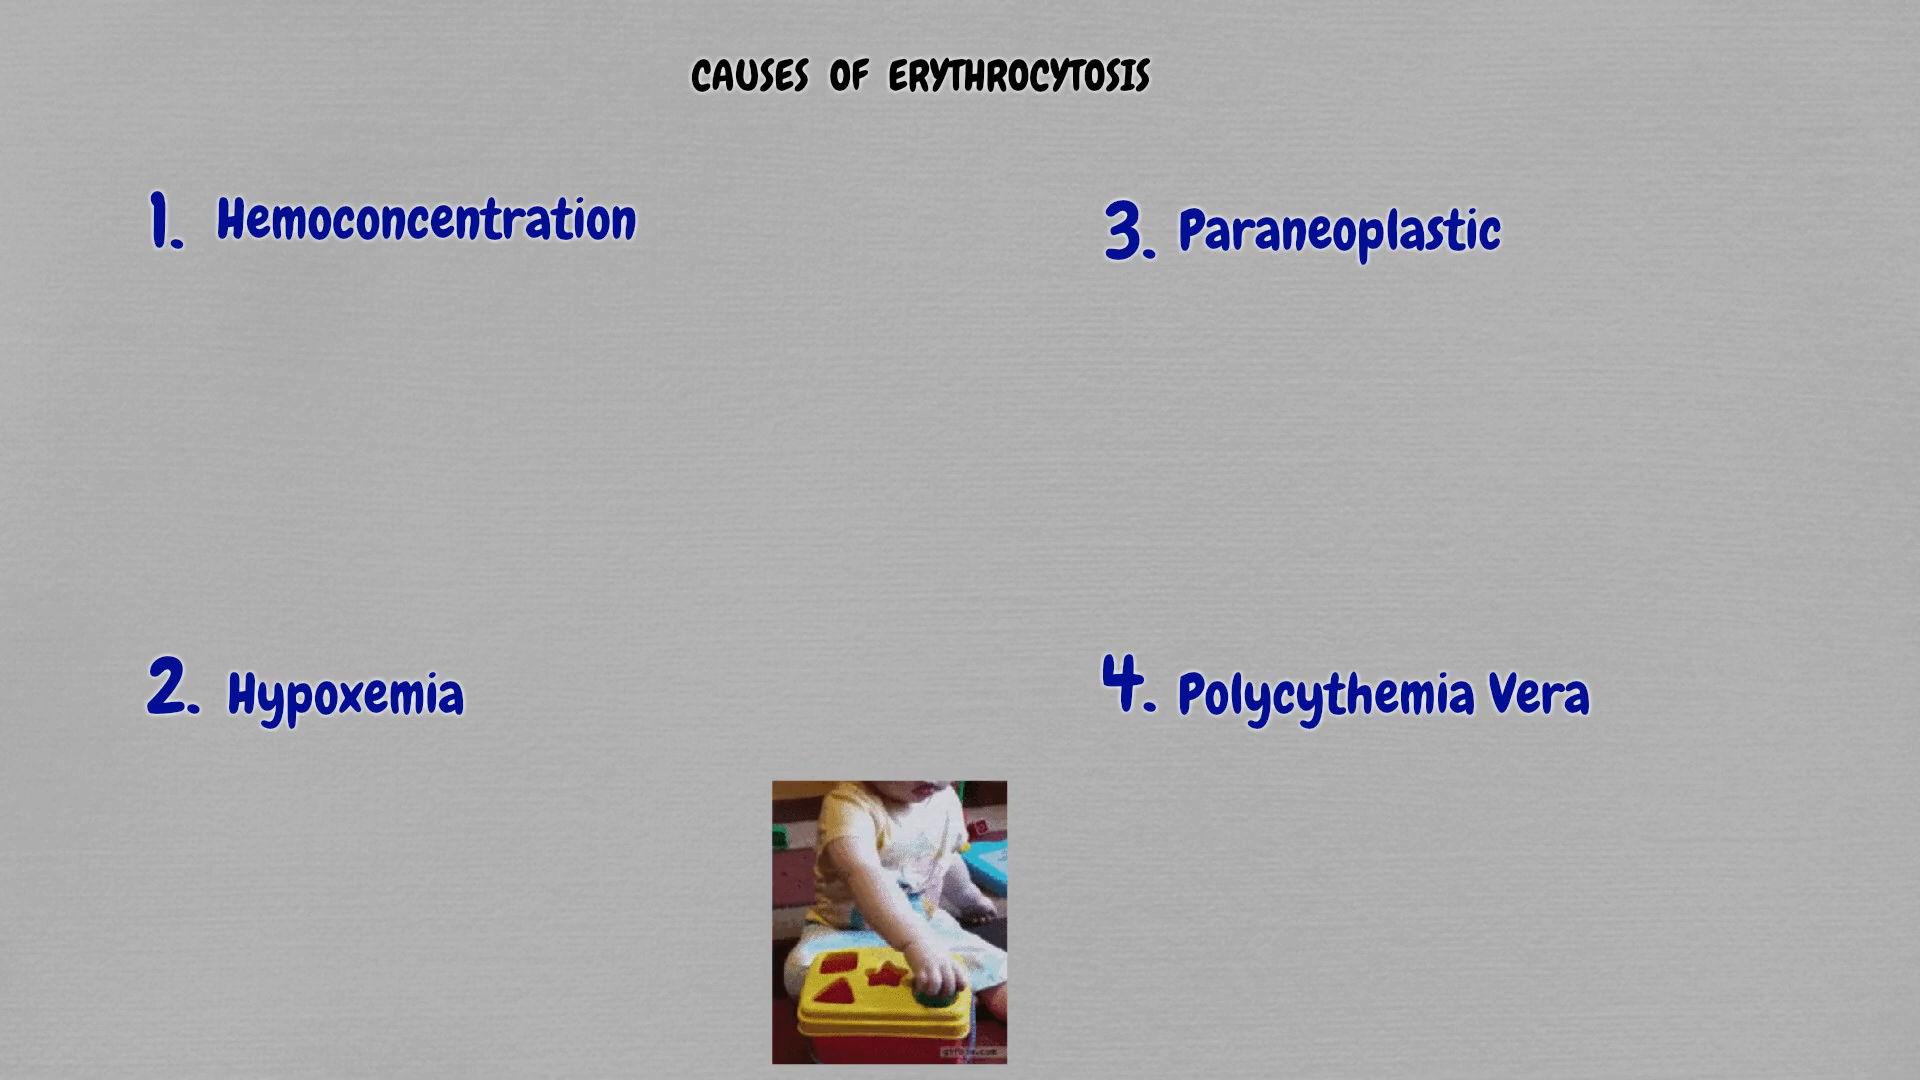 CAUSES OF ERYTHROCYTOSIS
1. Hemoconcentration
2. Hypoxemia
3. Paraneoplastic
4. Polycythemia Vera